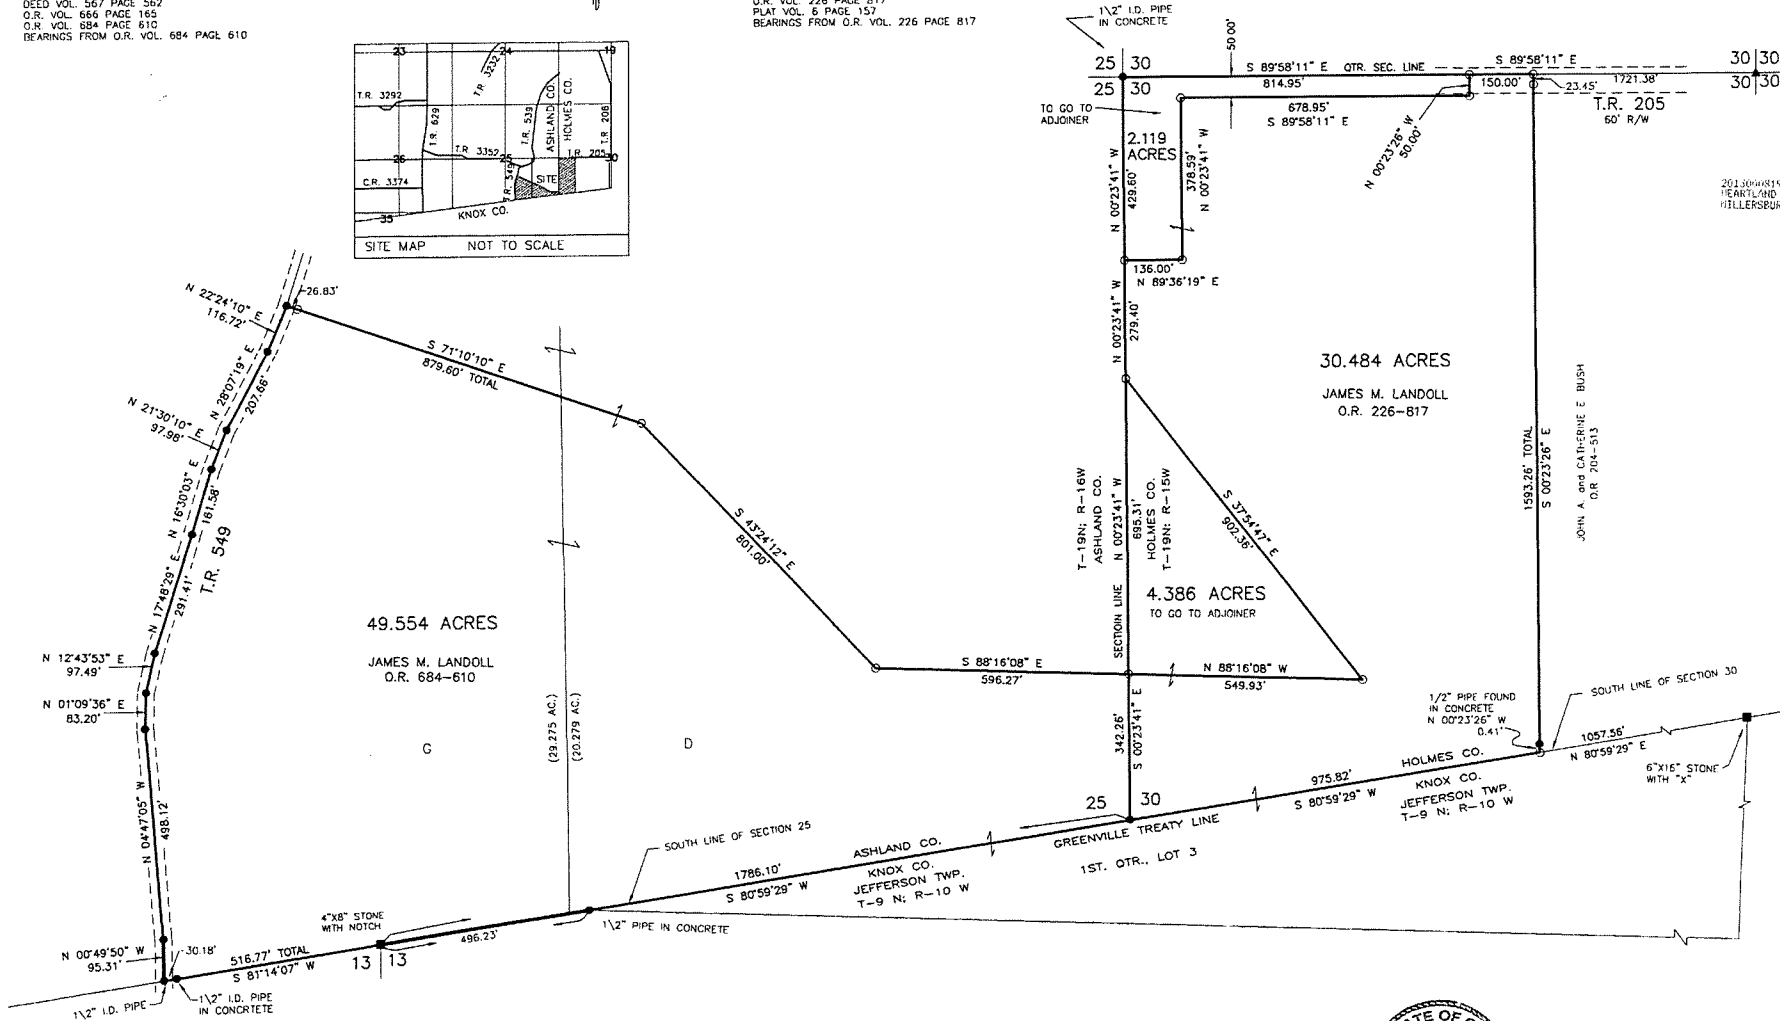 DEED VOL. 567 PAGE 562
O.R. VOL. 666 PAGE 165
O.R. VOL. 684 PAGE 610
BEARINGS FROM O.R. VOL. 684 PAGE 610
O.R. VOL. 226 PAGE 817
PLAT VOL. 6 PAGE 157
BEARINGS FROM O.R. VOL. 226 PAGE 817
1\2" I.D. PIPE
IN CONCRETE
50.00'
25 30
25 30
S 89°58'11" E QTR. SEC. LINE
814.95'
S 89°58'11" E
150.00'
1721.38'
23.45'
30 30
30 30
T.R. 205
60' R/W
TO GO TO
ADJOINER
678.95'
S 89°58'11" E
N 00°23'26" W
50.00'
2.119
ACRES
N 00°23'41" W
429.60'
378.59'
N 00°23'41" W
136.00'
N 89°36'19" E
N 00°23'41" W
279.40'
HEARTLAND
23
24
19
T.R. 3232
T.R. 3292
T.R. 629
T.R. 539
ASHLAND CO.
HOLMES CO.
T.R. 208
T.R. 3352
26
25
T.R. 205
30
C.R. 3374
T.R. 549
SITE
35
KNOX CO.
SITE MAP NOT TO SCALE
N 22°24'10" E
116.72'
26.83'
S 71°10'10" E
879.60' TOTAL
N 28°07'19" E
207.66'
N 21°30'10" E
97.98'
N 16°30'03" E
181.58'
T.R. 549
N 17°48'29" E
291.41'
N 12°43'53" E
97.49'
N 01°09'36" E
83.20'
N 04°47'05" W
498.12'
N 00°49'50" W
95.31'
30.18'
1\2" I.D. PIPE
1\2" I.D. PIPE
IN CONCRTETE
49.554 ACRES
JAMES M. LANDOLL
O.R. 684-610
G
D
(29.275 AC.)
(20.279 AC.)
S 43°24'12" E
801.00'
S 88°16'08" E
596.27'
N 88°16'08" W
549.93'
T-19N; R-16W
ASHLAND CO.
SECTIOIN LINE N 00°23'41" W
695.31'
HOLMES CO.
T-19N; R-15W
S 37°54'47" E
902.36'
4.386 ACRES
TO GO TO ADJOINER
30.484 ACRES
JAMES M. LANDOLL
O.R. 226-817
1593.26' TOTAL
S 00°23'26" E
JOHN A. and CATHERINE E BUSH
O.R 204-513
342.26'
S 00°23'41" E
25 30
1/2" PIPE FOUND
IN CONCRETE
N 00°23'26" W
0.41'
SOUTH LINE OF SECTION 30
1057.56'
N 80°59'29" E
6"X16" STONE
WITH "X"
975.82'
HOLMES CO.
S 80°59'29" W
KNOX CO.
JEFFERSON TWP.
T-9 N; R-10 W
GREENVILLE TREATY LINE
1ST. QTR., LOT 3
SOUTH LINE OF SECTION 25
1786.10'
ASHLAND CO.
S 80°59'29" W
KNOX CO.
JEFFERSON TWP.
T-9 N; R-10 W
4"X8" STONE
WITH NOTCH
496.23'
1\2" PIPE IN CONCRETE
516.77' TOTAL
S 81°14'07" W
13 13